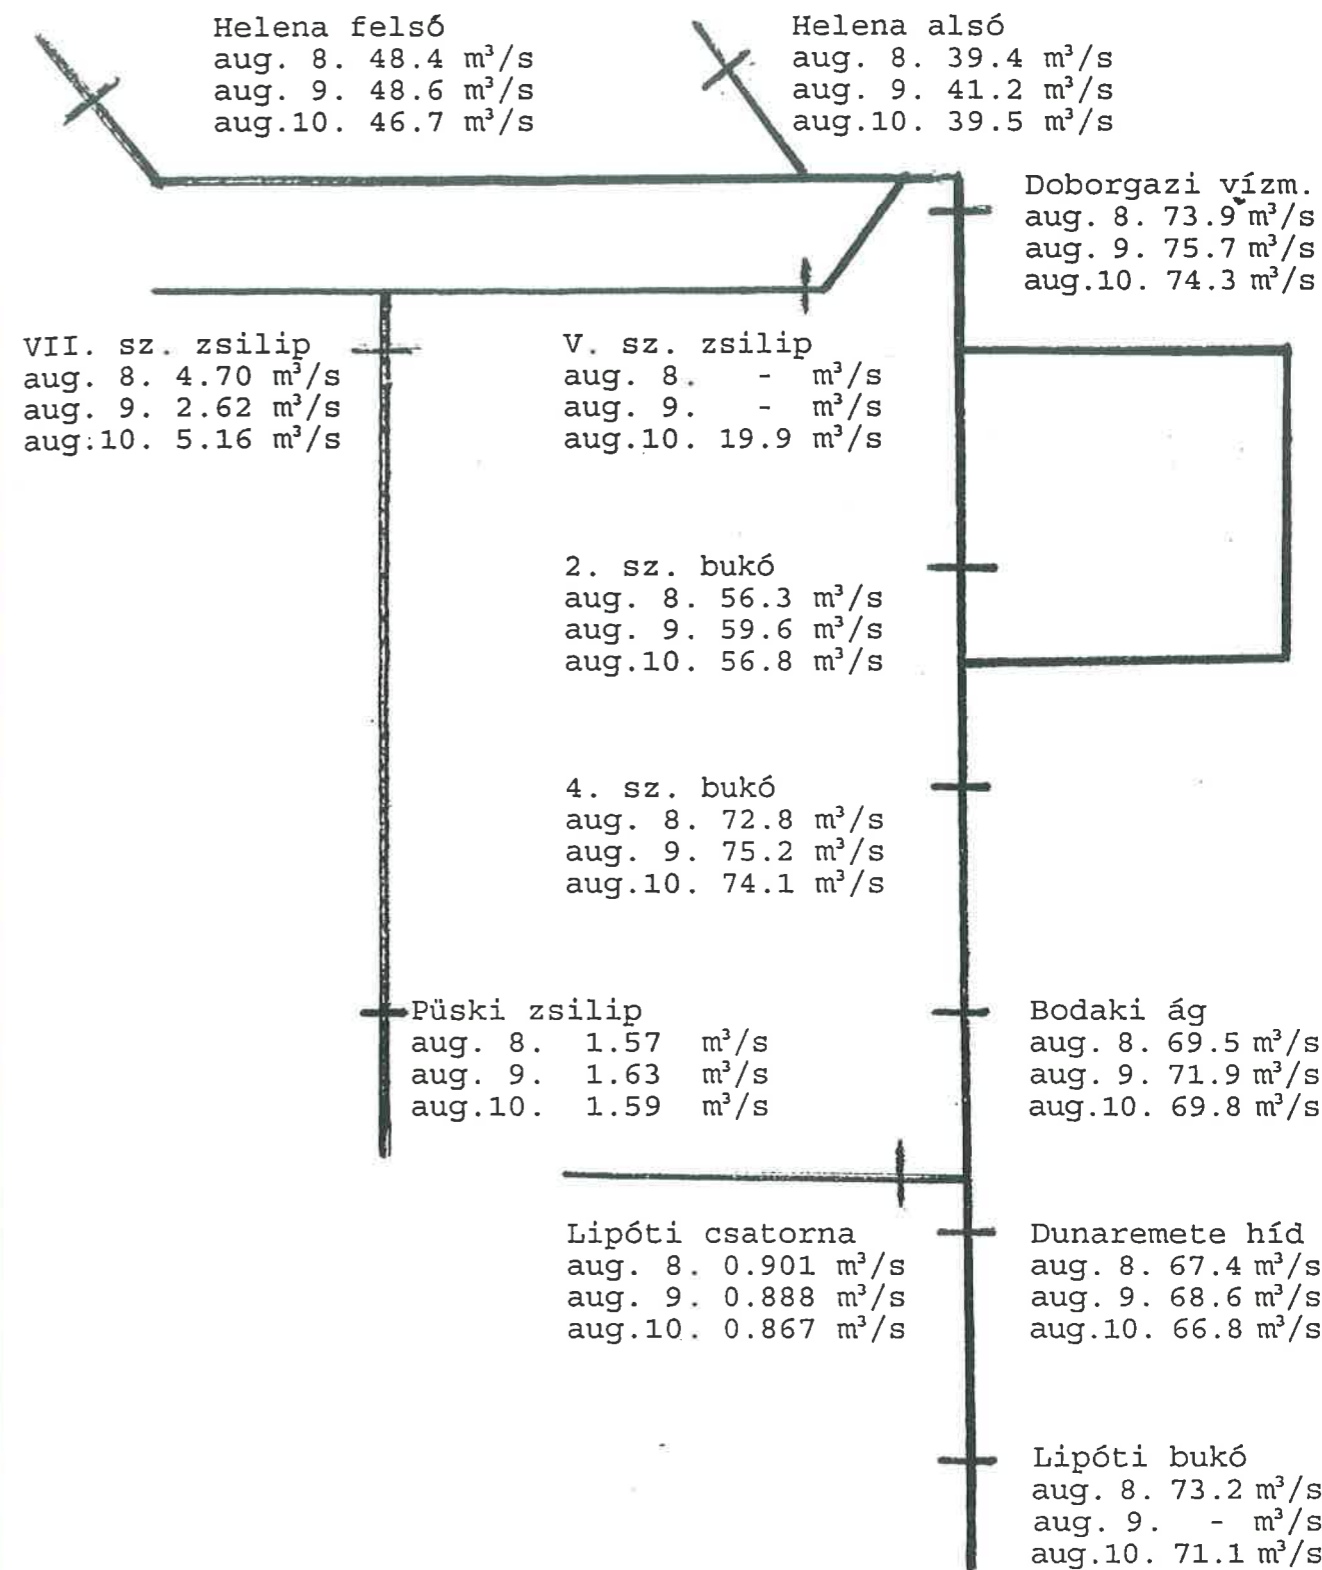 Helena felső
aug. 8. 48.4 m³/s
aug. 9. 48.6 m³/s
aug.10. 46.7 m³/s
Helena alsó
aug. 8. 39.4 m³/s
aug. 9. 41.2 m³/s
aug.10. 39.5 m³/s
Doborgazi vízm.
aug. 8. 73.9 m³/s
aug. 9. 75.7 m³/s
aug.10. 74.3 m³/s
VII. sz. zsilip
aug. 8. 4.70 m³/s
aug. 9. 2.62 m³/s
aug.10. 5.16 m³/s
V. sz. zsilip
aug. 8. - m³/s
aug. 9. - m³/s
aug.10. 19.9 m³/s
2. sz. bukó
aug. 8. 56.3 m³/s
aug. 9. 59.6 m³/s
aug.10. 56.8 m³/s
4. sz. bukó
aug. 8. 72.8 m³/s
aug. 9. 75.2 m³/s
aug.10. 74.1 m³/s
Püski zsilip
aug. 8. 1.57 m³/s
aug. 9. 1.63 m³/s
aug.10. 1.59 m³/s
Bodaki ág
aug. 8. 69.5 m³/s
aug. 9. 71.9 m³/s
aug.10. 69.8 m³/s
Lipóti csatorna
aug. 8. 0.901 m³/s
aug. 9. 0.888 m³/s
aug.10. 0.867 m³/s
Dunaremete híd
aug. 8. 67.4 m³/s
aug. 9. 68.6 m³/s
aug.10. 66.8 m³/s
Lipóti bukó
aug. 8. 73.2 m³/s
aug. 9. - m³/s
aug.10. 71.1 m³/s